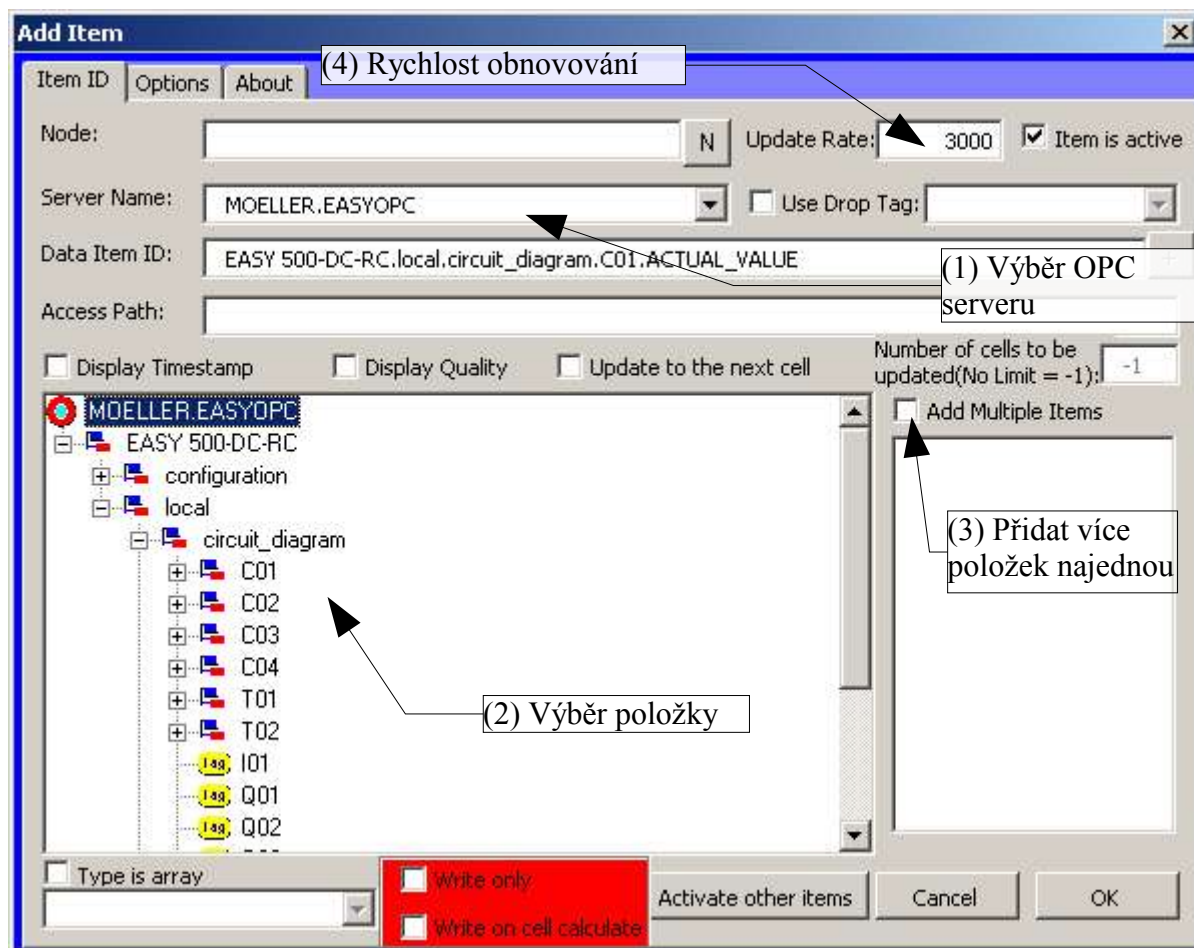 Add Item
(4) Rychlost obnovování
Item ID Options About
Node: N Update Rate: 3000 Item is active
Server Name: MOELLER.EASYOPC Use Drop Tag:
Data Item ID: EASY 500-DC-RC.local.circuit_diagram.C01.ACTUAL_VALUE
(1) Výběr OPC
serveru
Access Path:
Display Timestamp Display Quality Update to the next cell
Number of cells to be
updated(No Limit = -1): -1
MOELLER.EASYOPC
Add Multiple Items
EASY 500-DC-RC
configuration
local
circuit_diagram
(3) Přidat více
položek najednou
C01
C02
C03
C04
T01
(2) Výběr položky
T02
Tag I01
Tag Q01
Tag Q02
Type is array
Write only
Activate other items Cancel OK
Write on cell calculate